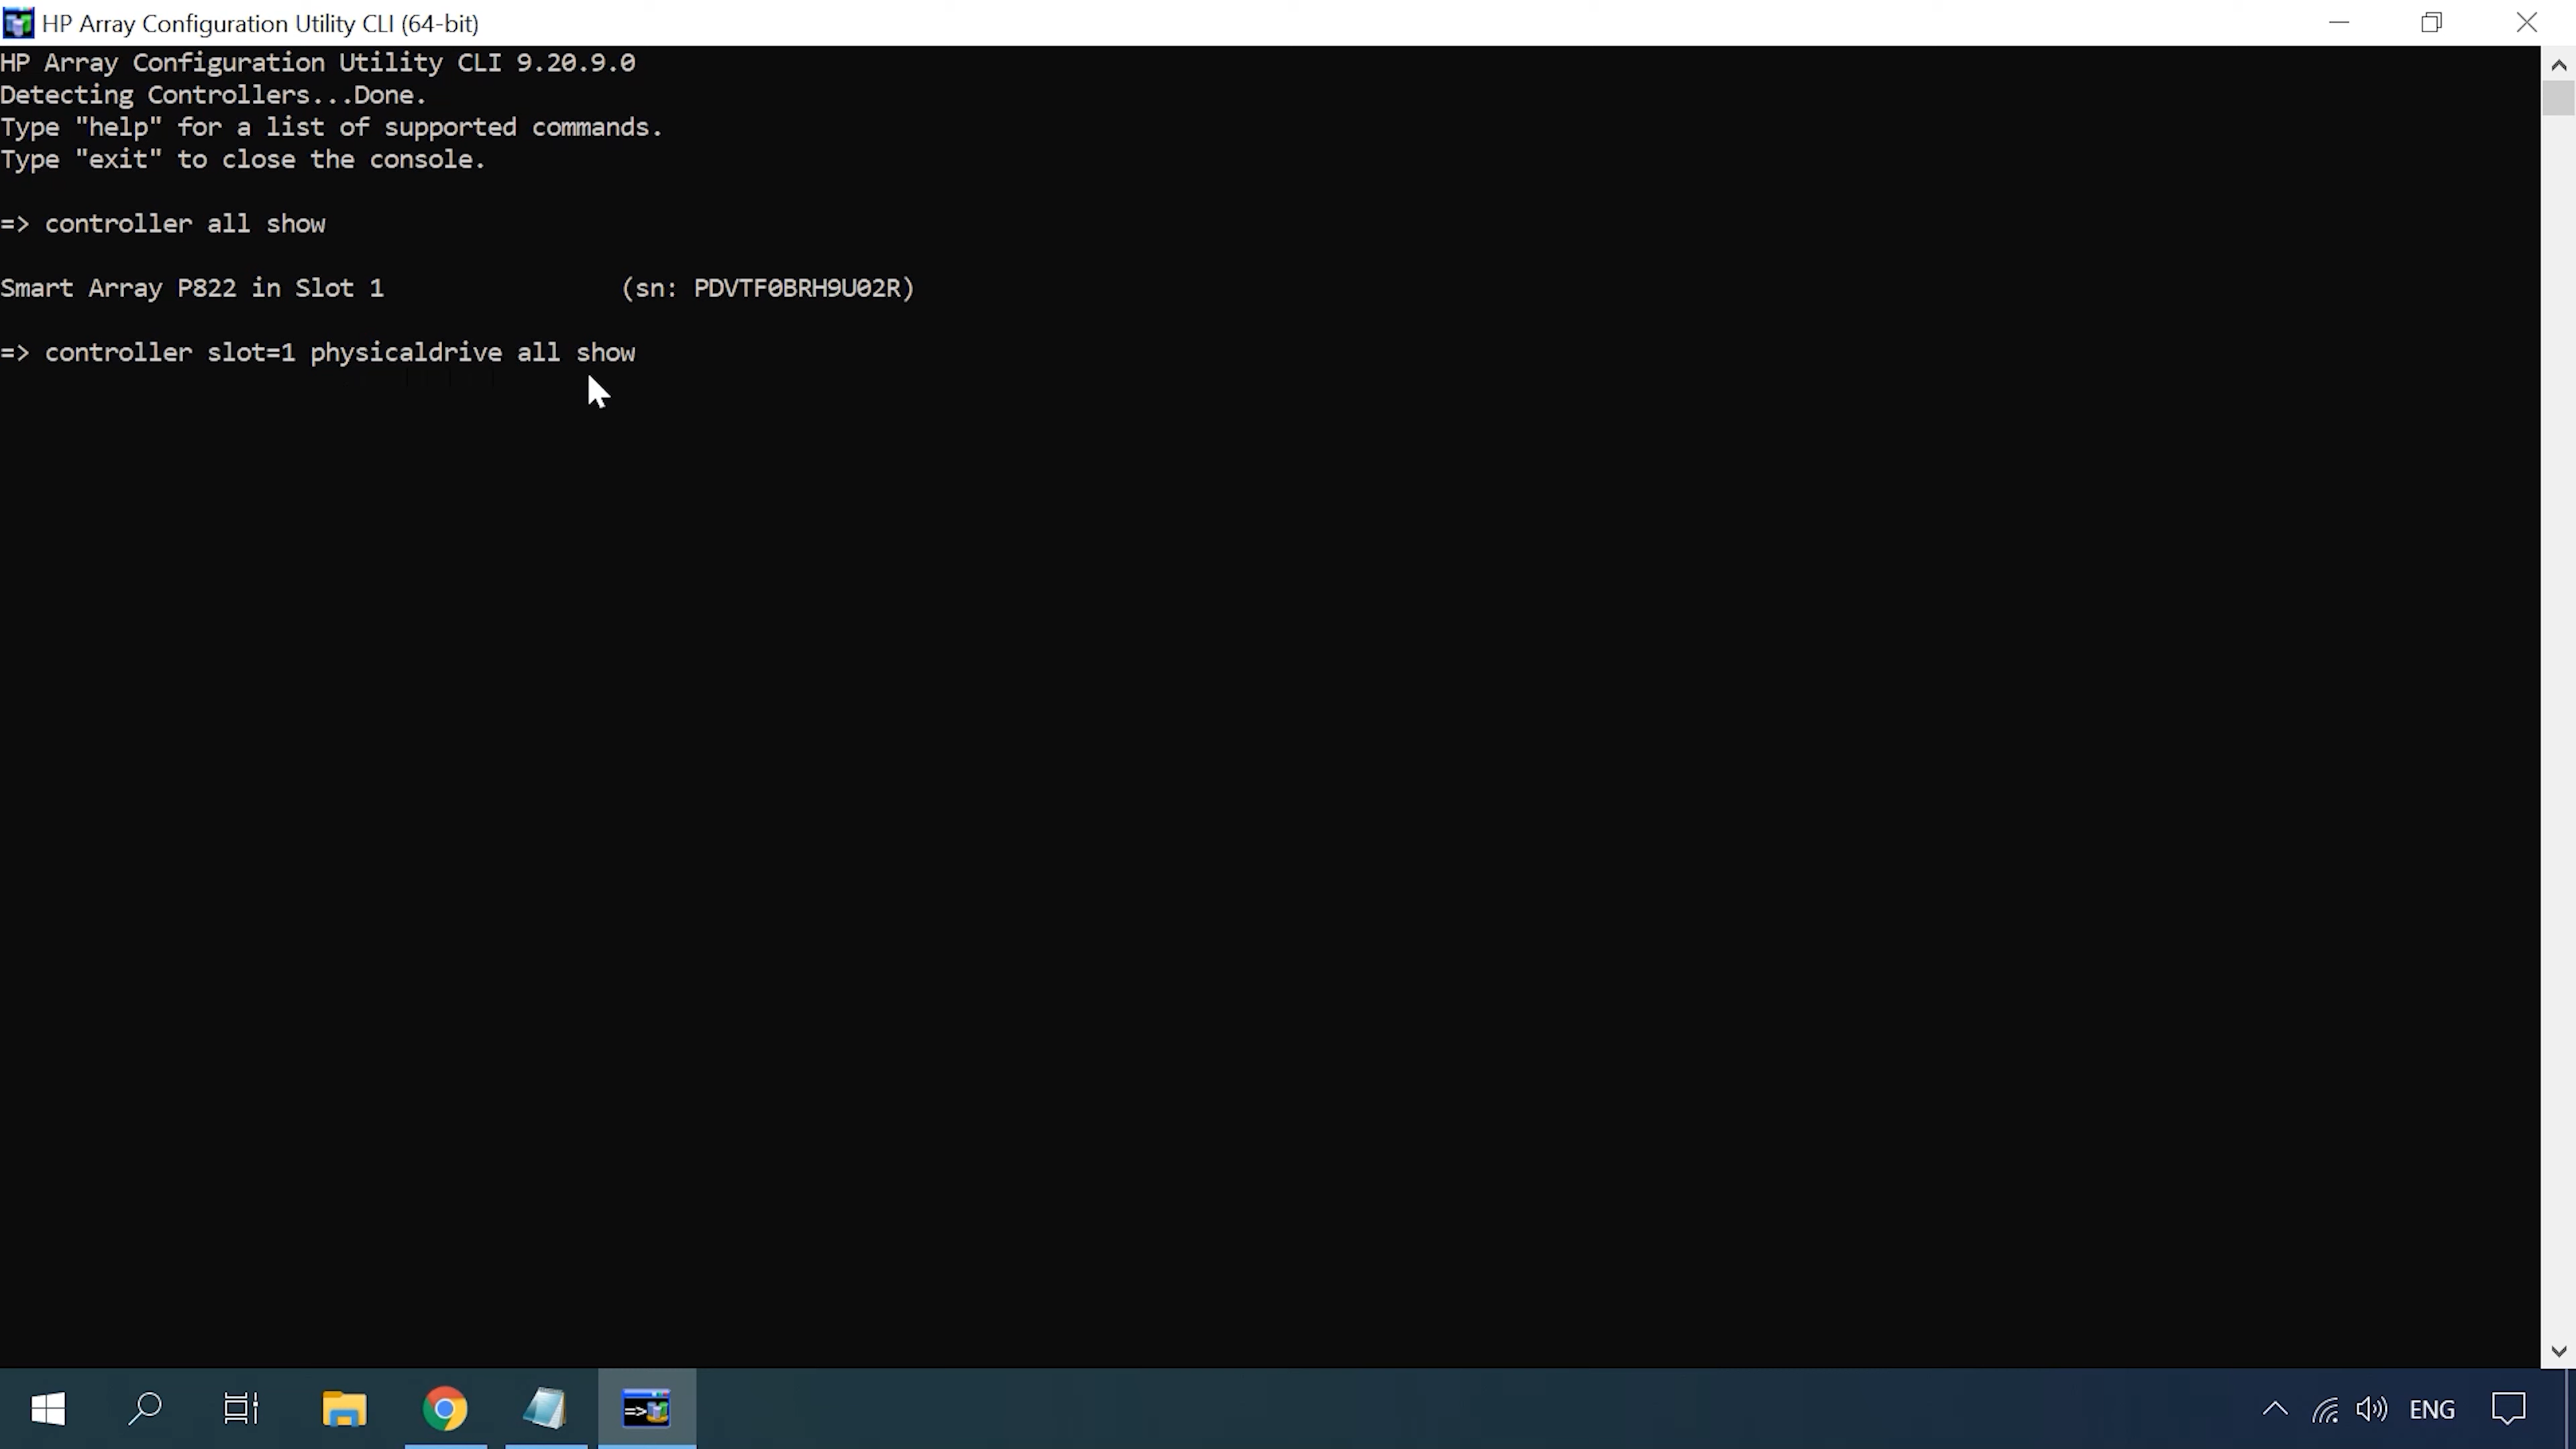 HP Array Configuration Utility CLI (64-bit)
HP Array Configuration Utility CLI 9.20.9.0
Detecting Controllers...Done.
Type "help" for a list of supported commands.
Type "exit" to close the console.
=> controller all show
Smart Array P822 in Slot 1 (sn: PDVTF0BRH9U02R)
=> controller slot=1 physicaldrive all show
=>
ENG